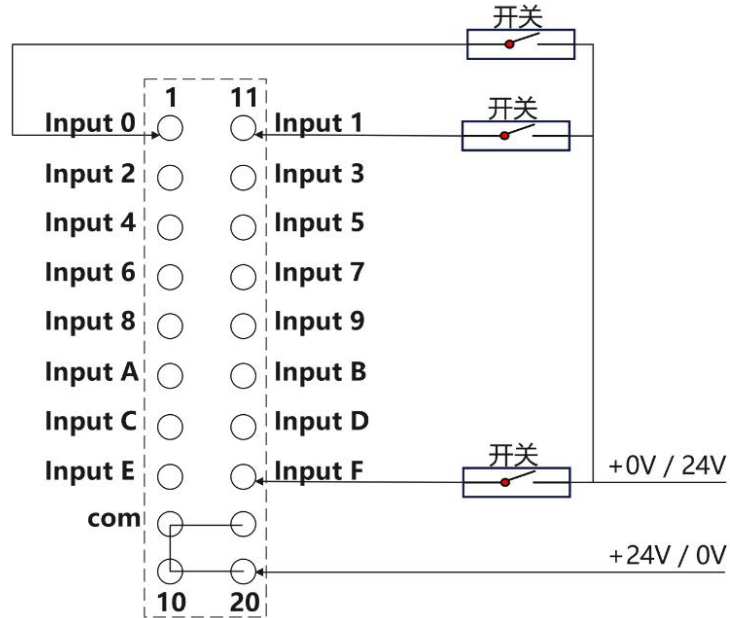 开关
1 11
开关
Input 0 Input 1
Input 2 Input 3
Input 4 Input 5
Input 6 Input 7
Input 8 Input 9
Input A Input B
Input C Input D
开关
Input E Input F +0V / 24V
com
+24V / 0V
10 20